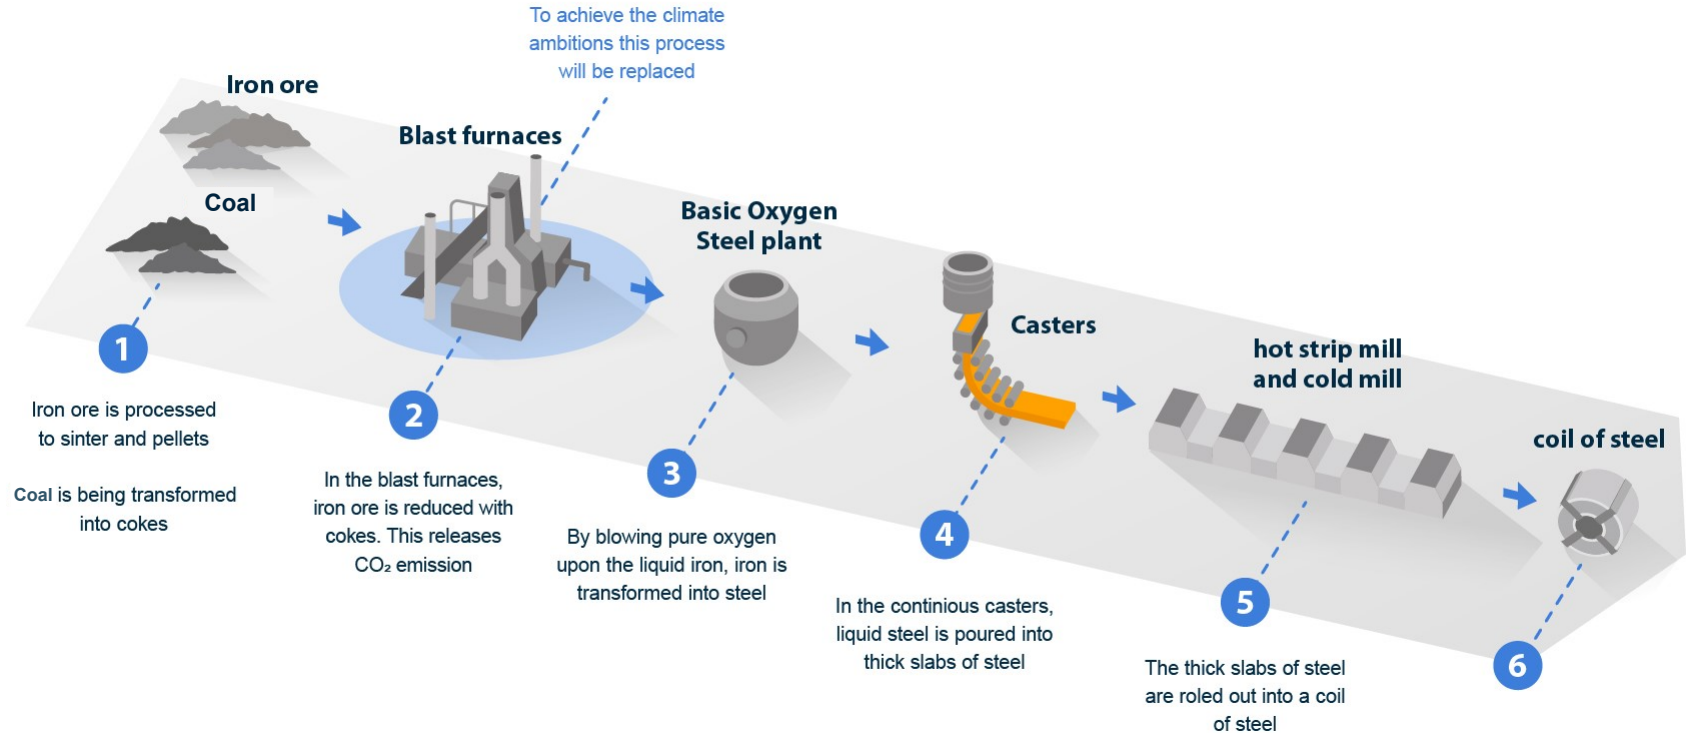 To achieve the climate
ambitions this process
will be replaced
Iron ore
Coal
Blast furnaces
Basic Oxygen
Steel plant
Casters
hot strip mill
and cold mill
coil of steel
1
Iron ore is processed
to sinter and pellets
Coal is being transformed
into cokes
2
In the blast furnaces,
iron ore is reduced with
cokes. This releases
CO₂ emission
3
By blowing pure oxygen
upon the liquid iron, iron is
transformed into steel
4
In the continious casters,
liquid steel is poured into
thick slabs of steel
5
The thick slabs of steel
are roled out into a coil
of steel
6